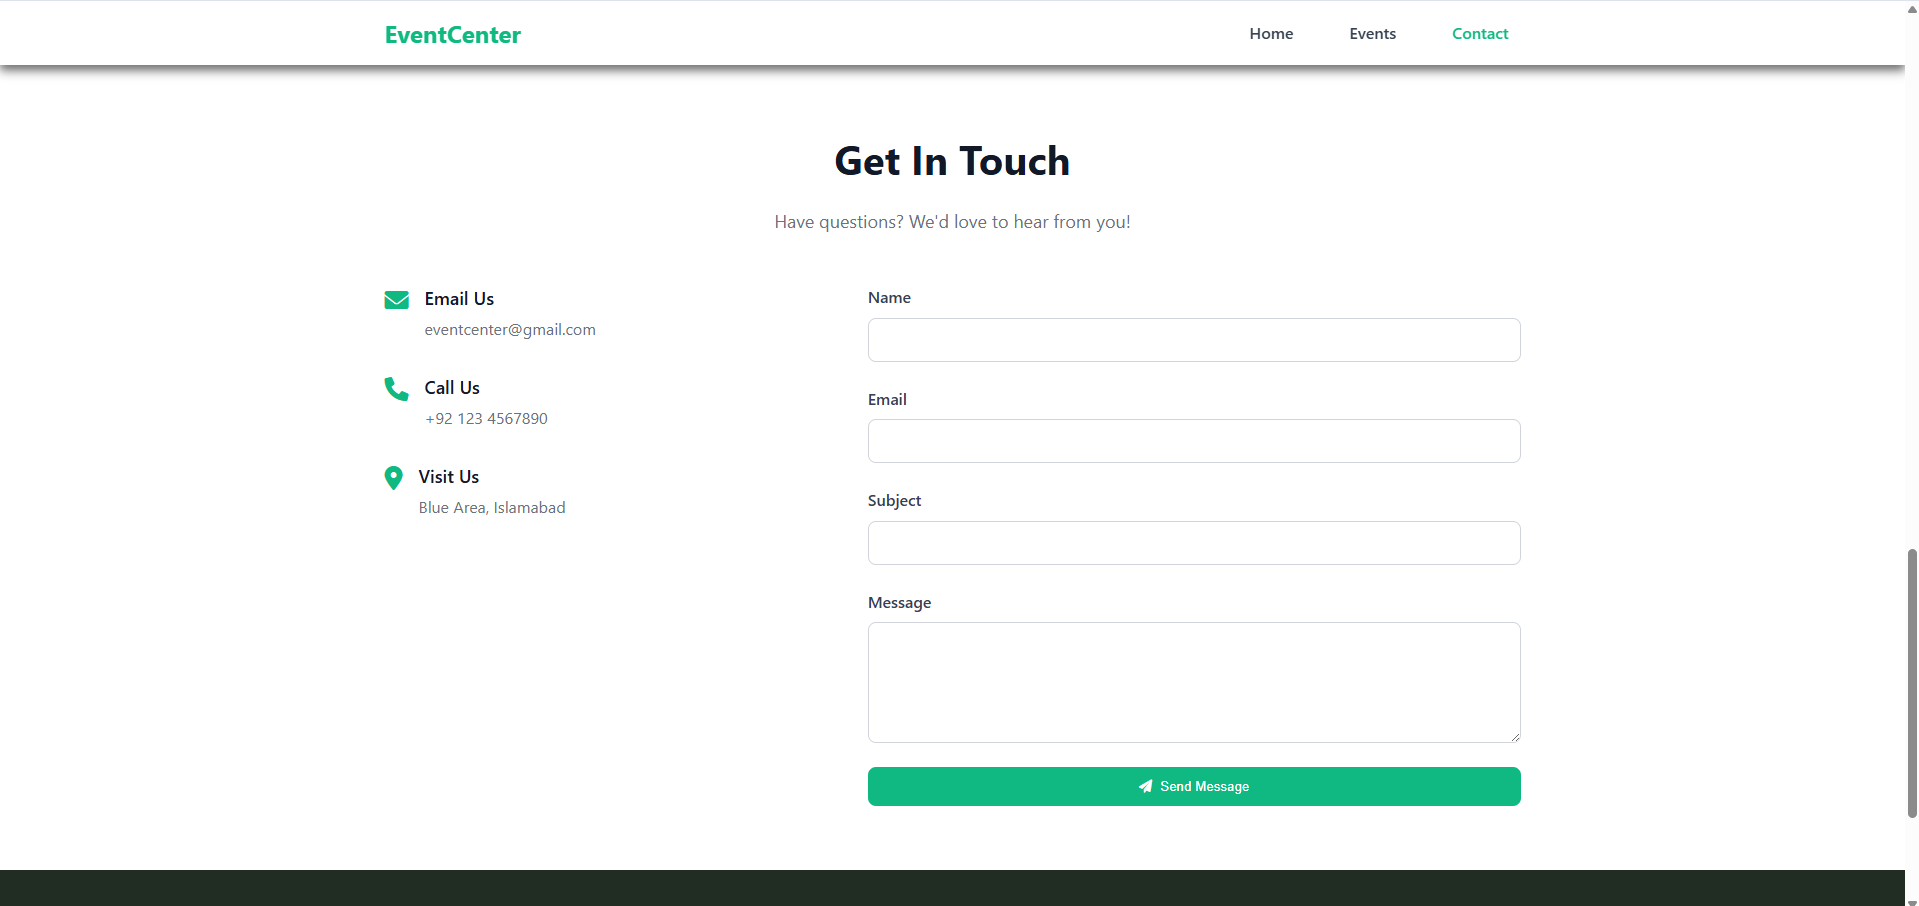 EventCenter
Home
Events
Contact
Get In Touch
Have questions? We'd love to hear from you!
Email Us
eventcenter@gmail.com
Call Us
+92 123 4567890
Visit Us
Blue Area, Islamabad
Name
Email
Subject
Message
Send Message